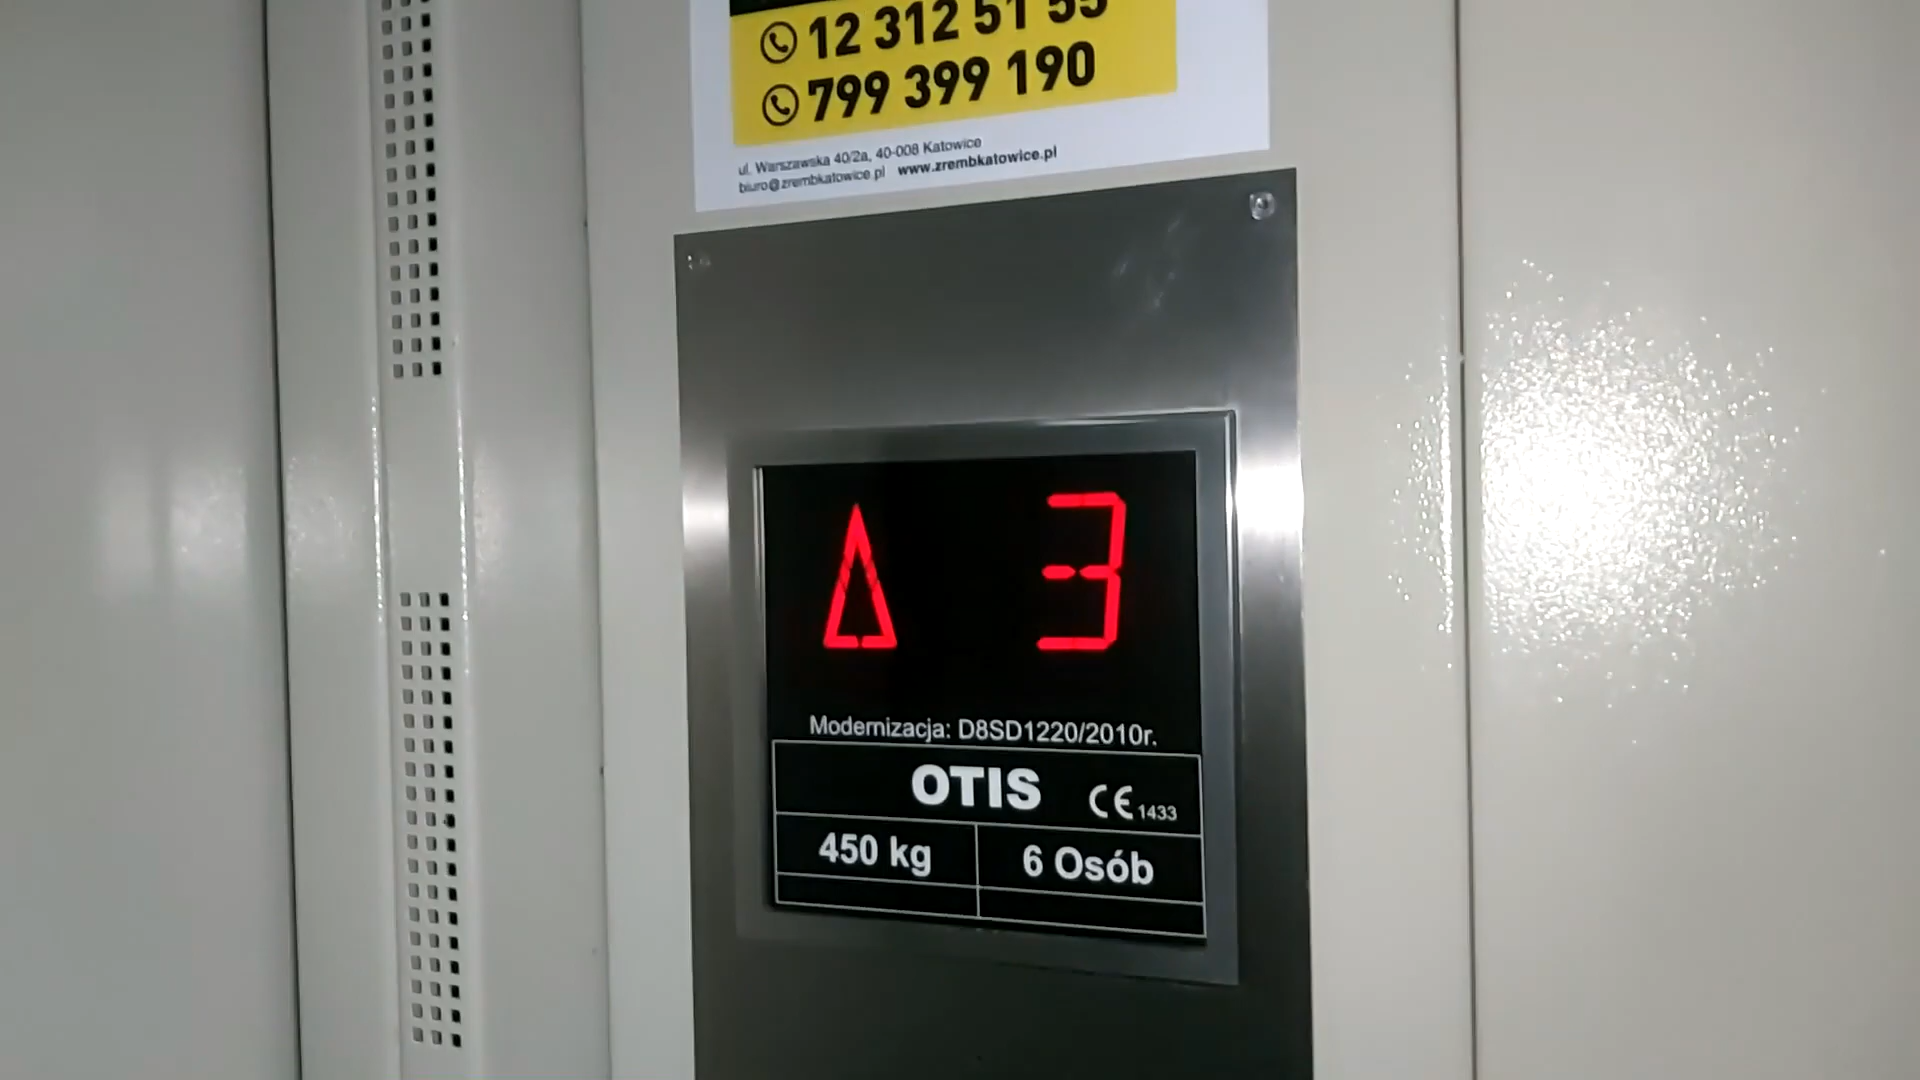 12 312 51 55
799 399 190
ul. Warszawska 40/2a, 40-008 Katowice
biuro@zrembkatowice.pl www.zrembkatowice.pl
3
Modernizacja: D8SD1220/2010r.
OTIS CE 1433
450 kg 6 Osób